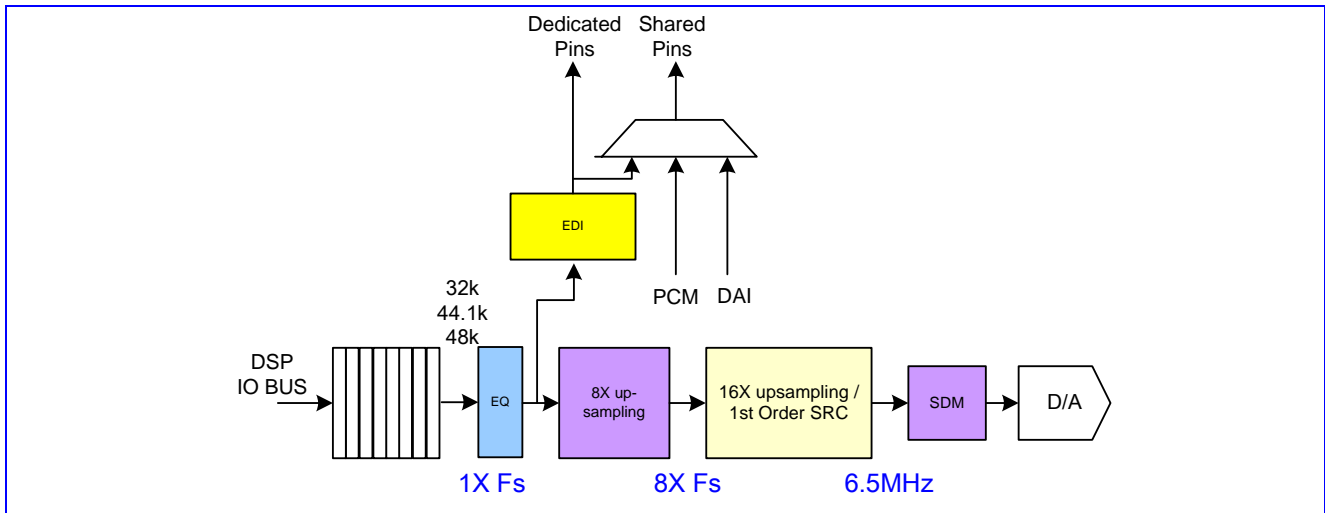 Dedicated
Pins
Shared
Pins
EDI
PCM
DAI
32k
44.1k
48k
DSP
IO BUS
EQ
8X up-
sampling
16X upsampling /
1st Order SRC
SDM
D/A
1X Fs
8X Fs
6.5MHz